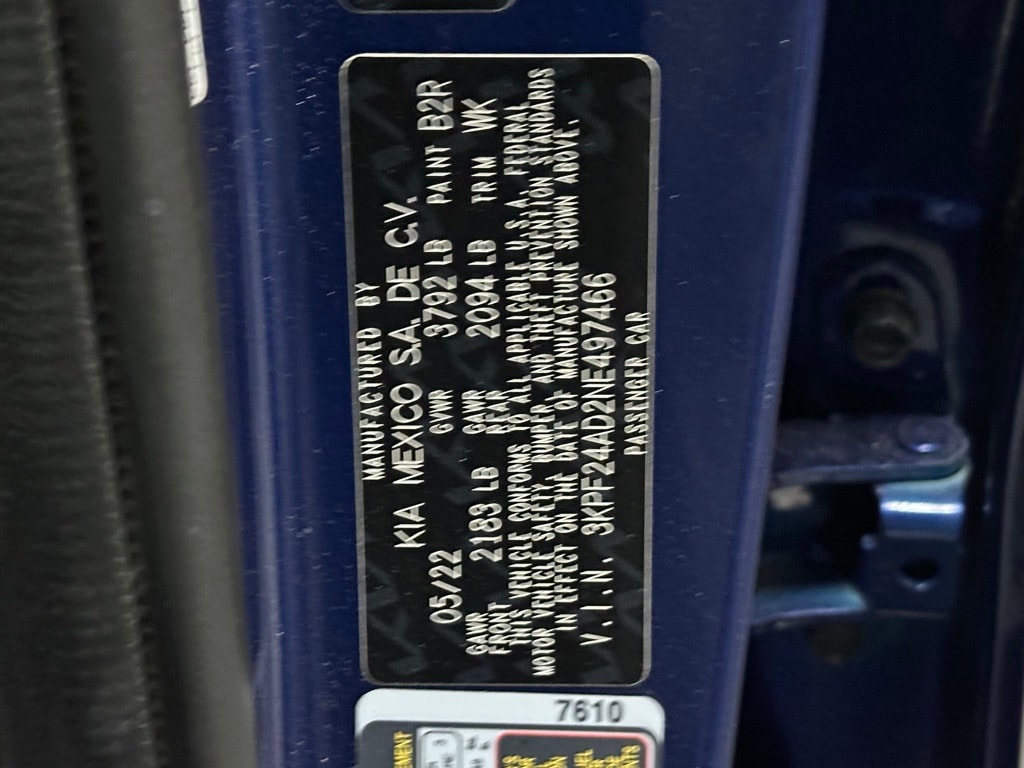 MANUFACTURED BY
KIA MEXICO S.A. DE C.V.
05/22 GVWR 3792 LB PAINT B2R
GAWR FRONT 2183 LB GAWR REAR 2094 LB TRIM WK
THIS VEHICLE CONFORMS TO ALL APPLICABLE U.S.A. FEDERAL
MOTOR VEHICLE SAFETY, BUMPER, AND THEFT PREVENTION STANDARDS
IN EFFECT ON THE DATE OF MANUFACTURE SHOWN ABOVE.
V.I.N. 3KPF24AD2NE497466
PASSENGER CAR
7610